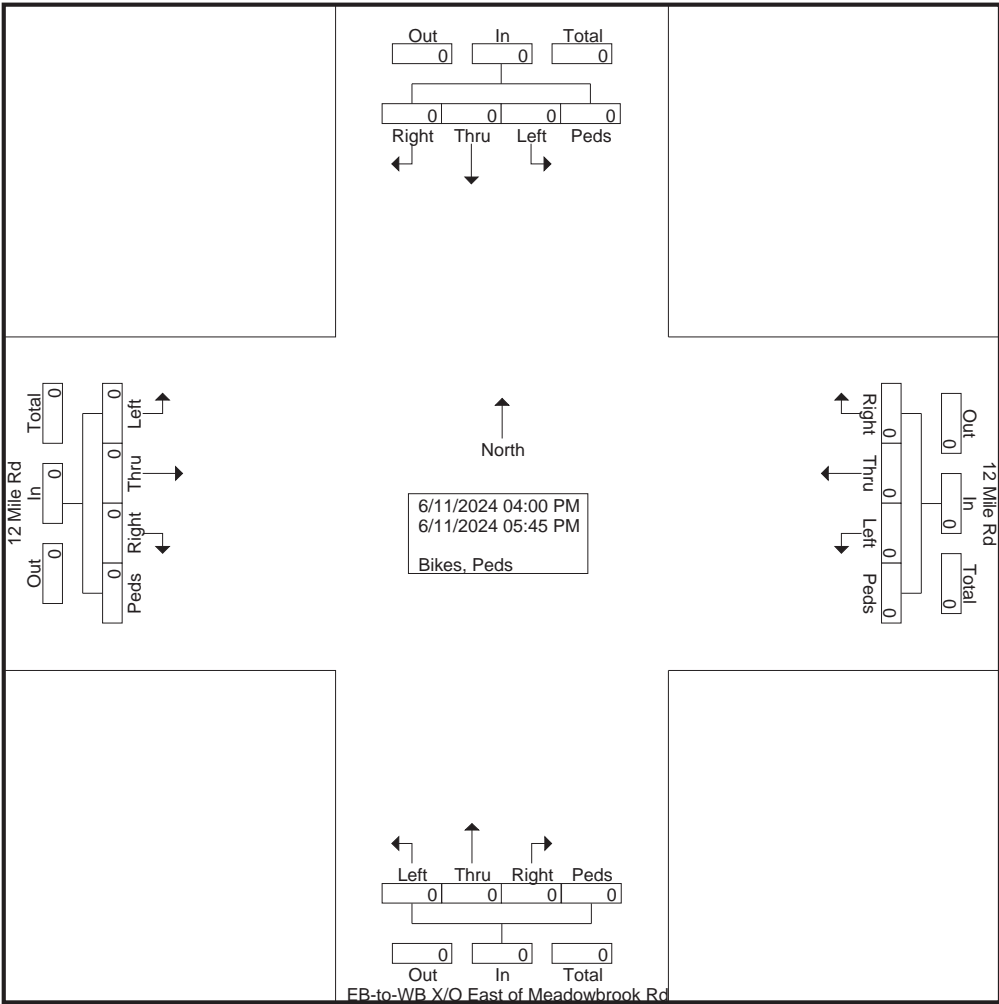 Out In Total
0 0 0
0 0 0 0
Right Thru Left Peds
12 Mile Rd
Total In Out
0 0 0
0 0 0 0
Left Thru Right Peds
North
6/11/2024 04:00 PM
6/11/2024 05:45 PM
Bikes, Peds
Right Thru Left Peds
0 0 0 0
0 0 0
Out In Total
12 Mile Rd
Left Thru Right Peds
0 0 0 0
0 0 0
Out In Total
EB-to-WB X/O East of Meadowbrook Rd